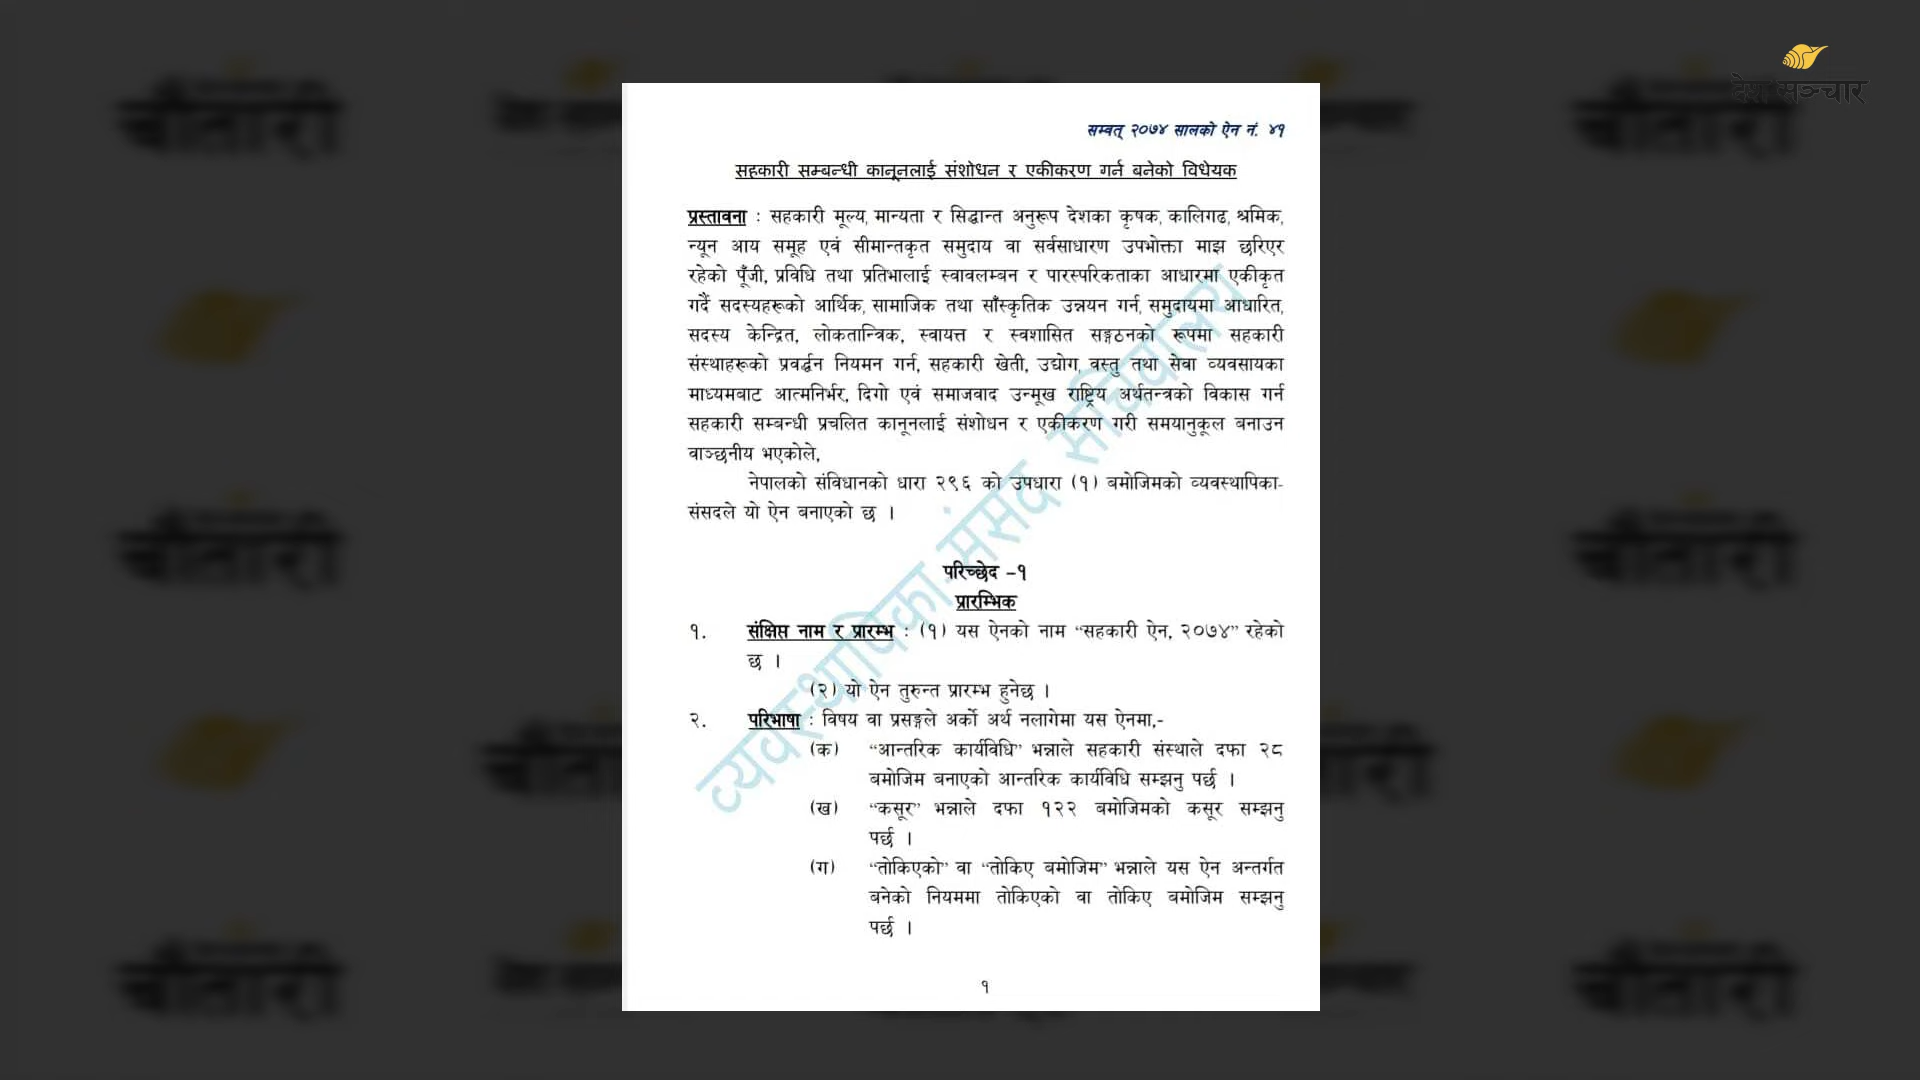 देश सञ्चार
सम्वत् २०७४ सालको ऐन नं. ४१
सहकारी सम्बन्धी कानूनलाई संशोधन र एकीकरण गर्न बनेको विधेयक
प्रस्तावना : सहकारी मूल्य, मान्यता र सिद्धान्त अनुरूप देशका कृषक, कालिगढ, श्रमिक,
न्यून आय समूह एवं सीमान्तकृत समुदाय वा सर्वसाधारण उपभोक्ता माझ छरिएर
रहेको पूँजी, प्रविधि तथा प्रतिभालाई स्वावलम्बन र पारस्परिकताका आधारमा एकीकृत
गर्दै सदस्यहरूको आर्थिक, सामाजिक तथा साँस्कृतिक उन्नयन गर्न, समुदायमा आधारित,
सदस्य केन्द्रित, लोकतान्त्रिक, स्वायत्त र स्वशासित सङ्गठनको रूपमा सहकारी
संस्थाहरूको प्रवर्द्धन नियमन गर्न, सहकारी खेती, उद्योग, वस्तु तथा सेवा व्यवसायका
माध्यमबाट आत्मनिर्भर, दिगो एवं समाजवाद उन्मूख राष्ट्रिय अर्थतन्त्रको विकास गर्न
सहकारी सम्बन्धी प्रचलित कानूनलाई संशोधन र एकीकरण गरी समयानुकूल बनाउन
वाञ्छनीय भएकोले,
नेपालको संविधानको धारा २९६ को उपधारा (१) बमोजिमको व्यवस्थापिका-
संसदले यो ऐन बनाएको छ ।
परिच्छेद -१
प्रारम्भिक
१. संक्षिप्त नाम र प्रारम्भ : (१) यस ऐनको नाम “सहकारी ऐन, २०७४” रहेको
छ ।
(२) यो ऐन तुरुन्त प्रारम्भ हुनेछ ।
२. परिभाषा : विषय वा प्रसङ्गले अर्को अर्थ नलागेमा यस ऐनमा,-
(क) “आन्तरिक कार्यविधि” भन्नाले सहकारी संस्थाले दफा २८
बमोजिम बनाएको आन्तरिक कार्यविधि सम्झनु पर्छ ।
(ख) “कसूर” भन्नाले दफा १२२ बमोजिमको कसूर सम्झनु
पर्छ ।
(ग) “तोकिएको” वा “तोकिए बमोजिम” भन्नाले यस ऐन अन्तर्गत
बनेको नियममा तोकिएको वा तोकिए बमोजिम सम्झनु
पर्छ ।
१
व्यवस्थापिका-संसद सचिवालय
चौतारी
चौतारी
चौतारी
चौतारी
चौतारी
चौतारी